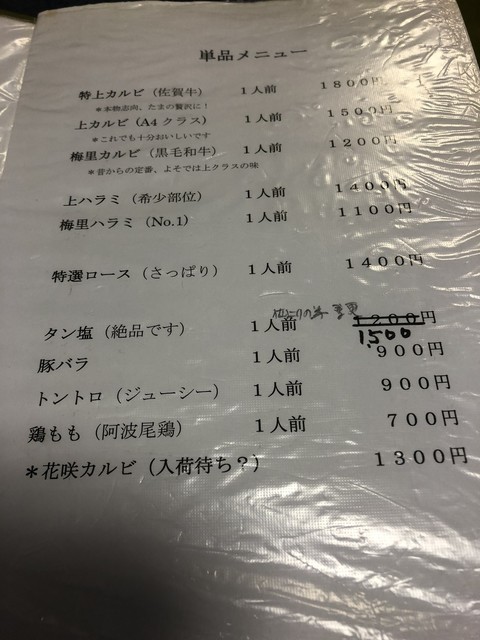 単品メニュー
特上カルビ（佐賀牛） 1人前 1800円
＊本物志向、たまの贅沢に！
上カルビ（A4クラス） 1人前 1500円
＊これでも十分おいしいです
梅里カルビ（黒毛和牛） 1人前 1200円
＊昔からの定番、よそでは上クラスの味
上ハラミ（希少部位） 1人前 1400円
梅里ハラミ（No.1） 1人前 1100円
特選ロース（さっぱり） 1人前 1400円
変更
タン塩（絶品です） 1人前 1200円
1,500
豚バラ 1人前 900円
トントロ（ジューシー） 1人前 900円
鶏もも（阿波尾鶏） 1人前 700円
＊花咲カルビ（入荷待ち？） 1300円